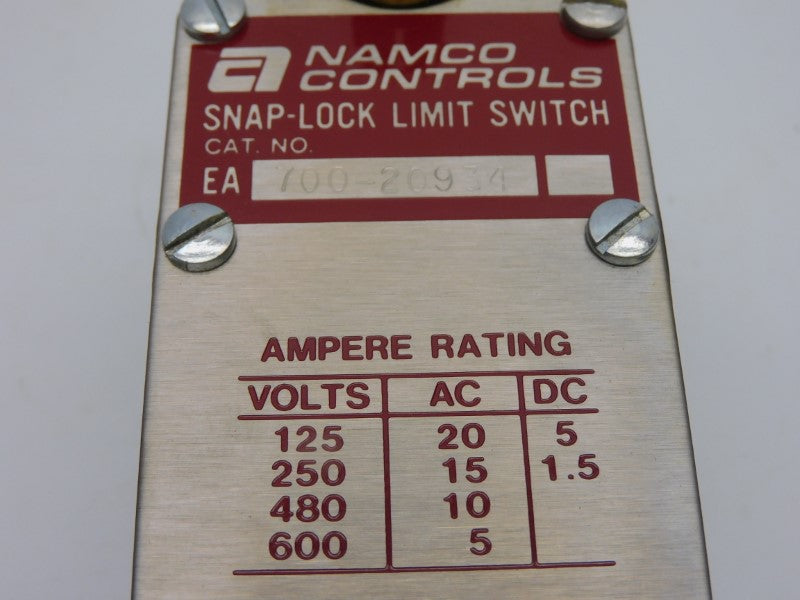 NAMCO
CONTROLS
SNAP-LOCK LIMIT SWITCH
CAT. NO.
EA 700-20934
AMPERE RATING
VOLTS AC DC
125 20 5
250 15 1.5
480 10
600 5